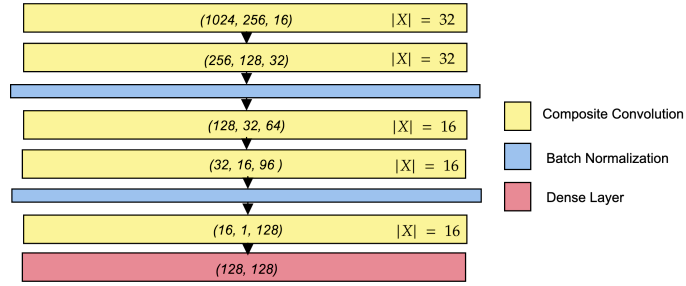 (1024, 256, 16) |X| = 32
(256, 128, 32) |X| = 32
(128, 32, 64) |X| = 16
(32, 16, 96 ) |X| = 16
(16, 1, 128) |X| = 16
(128, 128)
Composite Convolution
Batch Normalization
Dense Layer